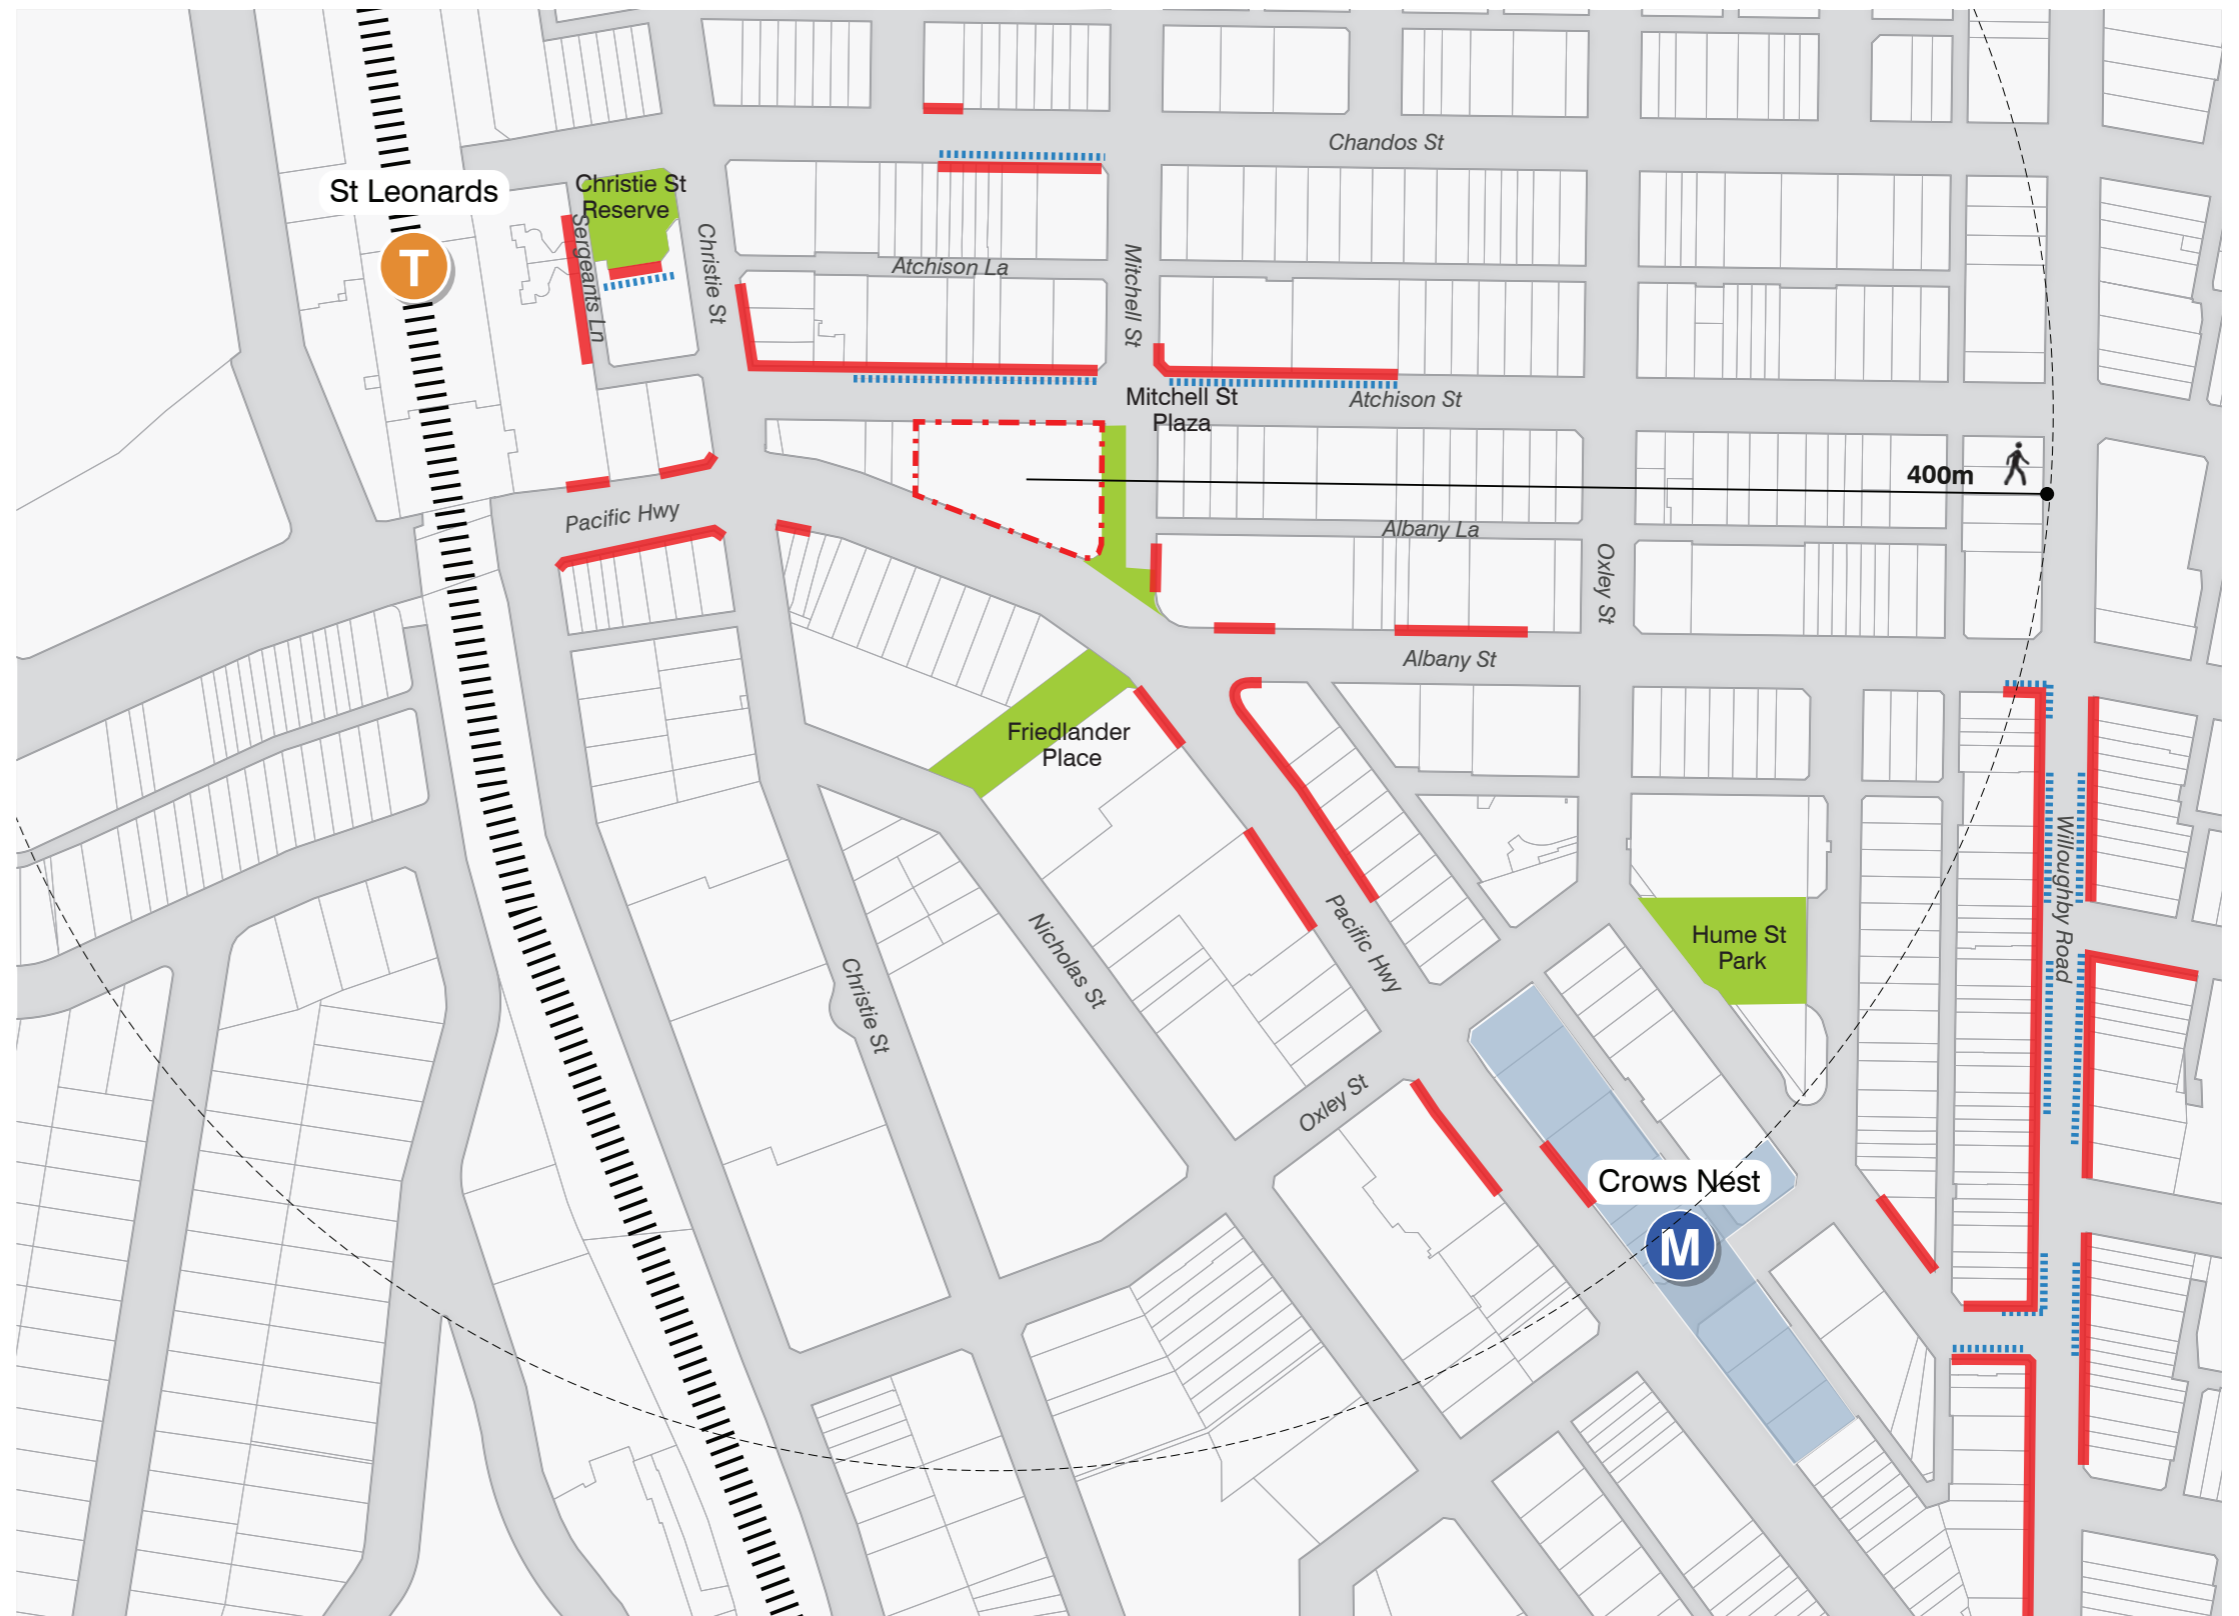 Chandos St
St Leonards
Christie St
Reserve
T
Sergeants Ln
Christie St
Atchison La
Mitchell St
Mitchell St
Plaza
Atchison St
400m
Pacific Hwy
Albany La
Oxley St
Albany St
Friedlander
Place
Willoughby Road
Pacific Hwy
Hume St
Park
Nicholas St
Christie St
Oxley St
Crows Nest
M